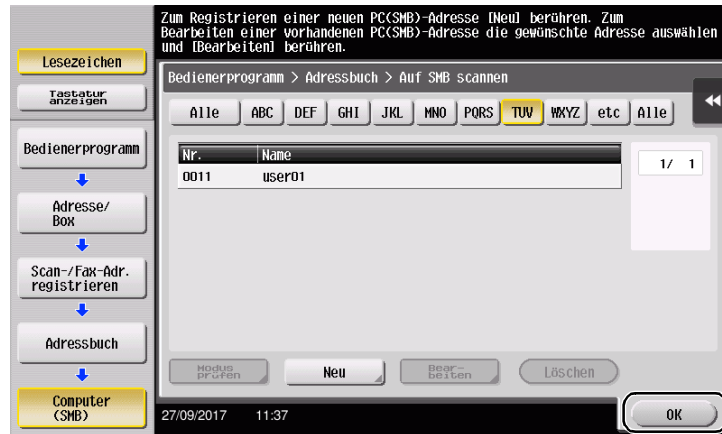 Zum Registrieren einer neuen PC(SMB)-Adresse [Neu] berühren. Zum
Bearbeiten einer vorhandenen PC(SMB)-Adresse die gewünschte Adresse auswählen
und [Bearbeiten] berühren.
Lesezeichen
Tastatur
anzeigen
Bedienerprogramm
Adresse/
Box
Scan-/Fax-Adr.
registrieren
Adressbuch
Computer
(SMB)
Bedienerprogramm > Adressbuch > Auf SMB scannen
Alle ABC DEF GHI JKL MNO PQRS TUV WXYZ etc Alle
Nr. Name
0011 user01
1/ 1
Modus
prüfen
Neu
Bear-
beiten
Löschen
27/09/2017 11:37
OK